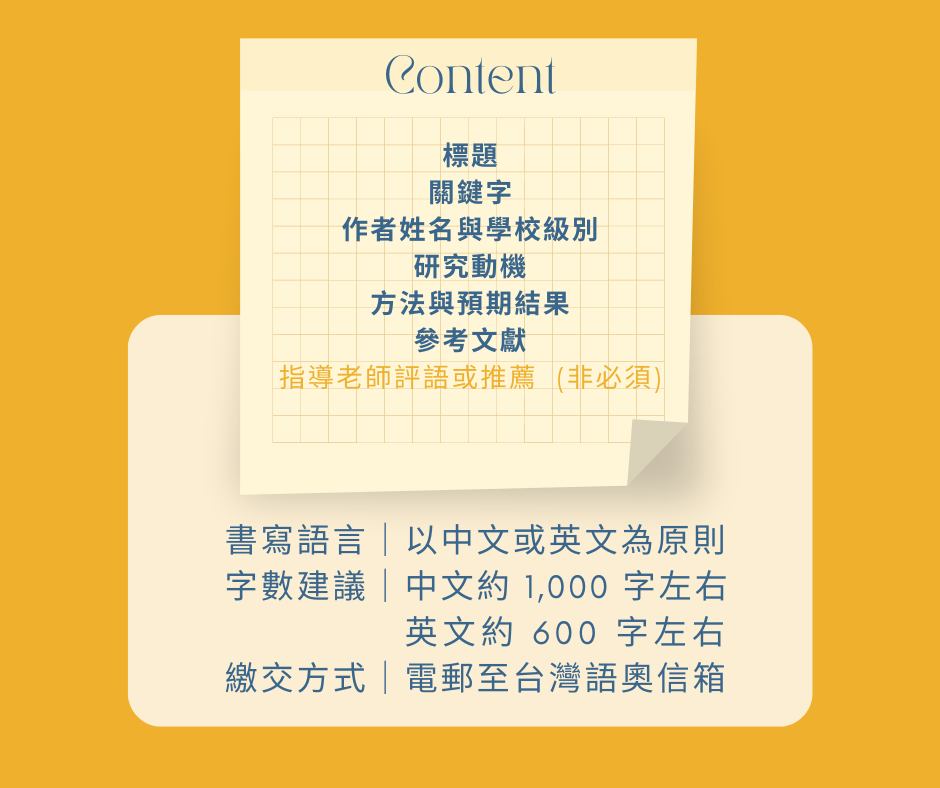 Content
標題
關鍵字
作者姓名與學校級別
研究動機
方法與預期結果
參考文獻
指導老師評語或推薦 (非必須)
書寫語言｜以中文或英文為原則
字數建議｜中文約 1,000 字左右
英文約 600 字左右
繳交方式｜電郵至台灣語奧信箱